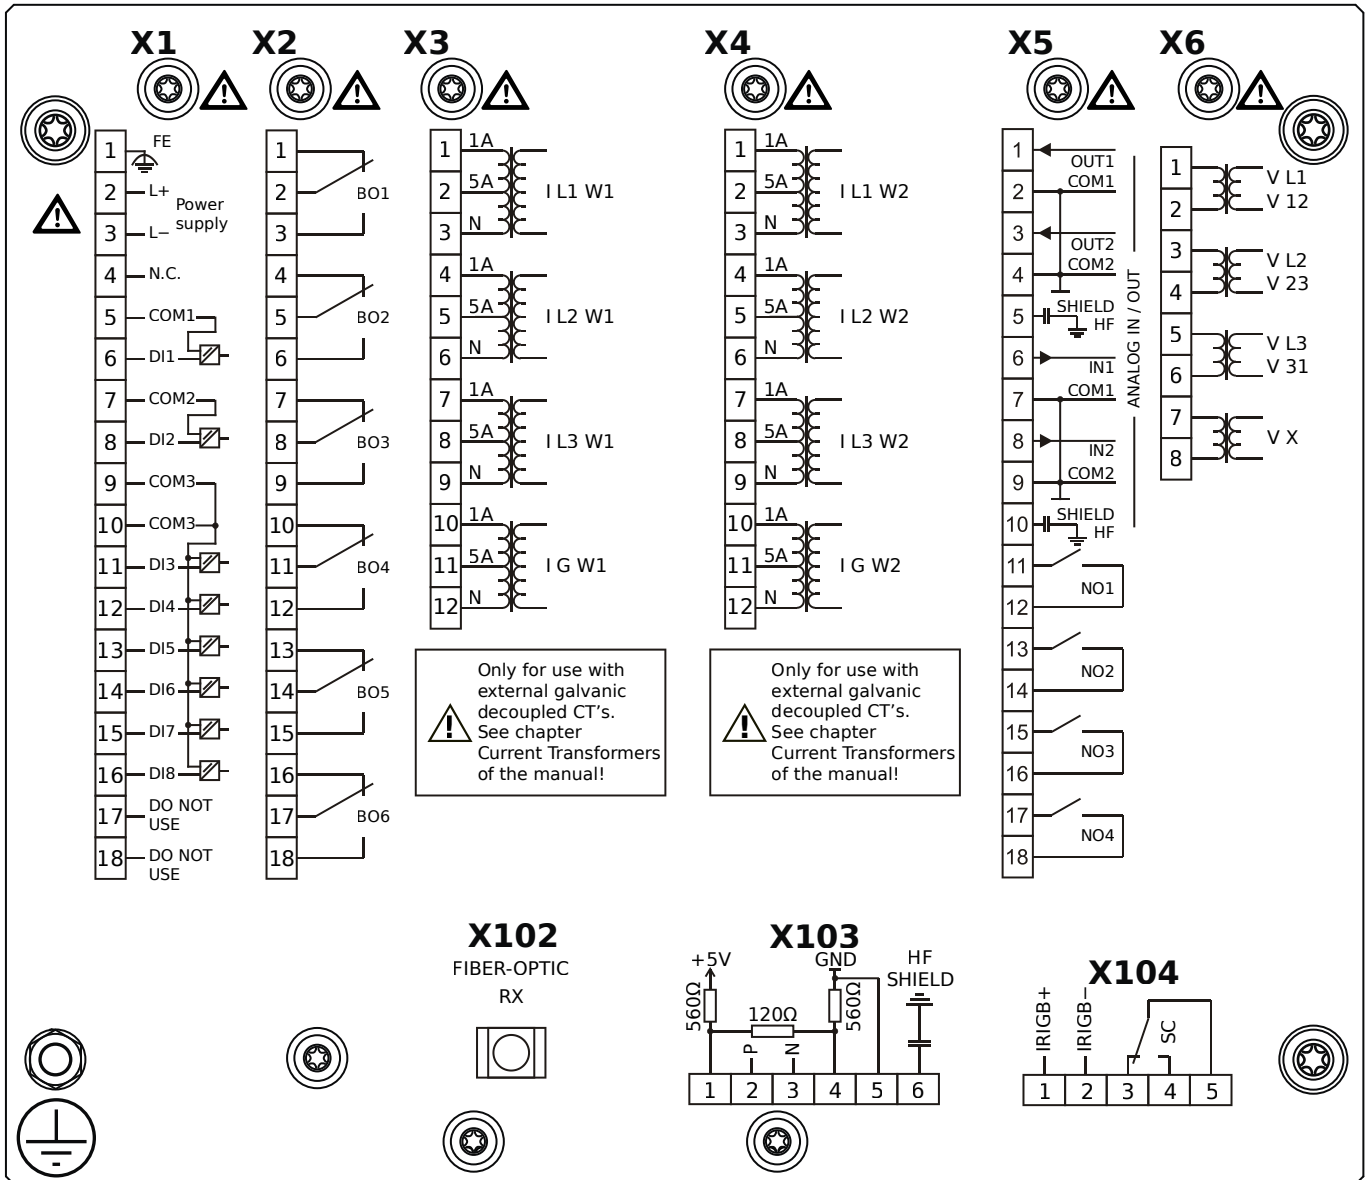 X1
X2
X3
X4
X5
X6
1 FE
2 L+
Power
supply
3 L−
4 N.C.
5 COM1
6 DI1
7 COM2
8 DI2
9 COM3
10 COM3
11 DI3
12 DI4
13 DI5
14 DI6
15 DI7
16 DI8
17 DO NOT
USE
18 DO NOT
USE
1
2 BO1
3
4
5 BO2
6
7
8 BO3
9
10
11 BO4
12
13
14 BO5
15
16
17 BO6
18
1 1A
2 5A I L1 W1
3 N
4 1A
5 5A I L2 W1
6 N
7 1A
8 5A I L3 W1
9 N
10 1A
11 5A I G W1
12 N
Only for use with
external galvanic
decoupled CT's.
See chapter
Current Transformers
of the manual!
1 1A
2 5A I L1 W2
3 N
4 1A
5 5A I L2 W2
6 N
7 1A
8 5A I L3 W2
9 N
10 1A
11 5A I G W2
12 N
Only for use with
external galvanic
decoupled CT's.
See chapter
Current Transformers
of the manual!
1 OUT1
2 COM1
3 OUT2
4 COM2
5 SHIELD
HF
6 IN1
7 COM1
8 IN2
9 COM2
10 SHIELD
HF
ANALOG IN / OUT
11
NO1
12
13
NO2
14
15
NO3
16
17
NO4
18
1 V L1
2 V 12
3 V L2
4 V 23
5 V L3
6 V 31
7
V X
8
X102
FIBER-OPTIC
RX
X103
+5V GND HF
SHIELD
560Ω 120Ω 560Ω
P N
1 2 3 4 5 6
X104
IRIGB+ IRIGB− SC
1 2 3 4 5